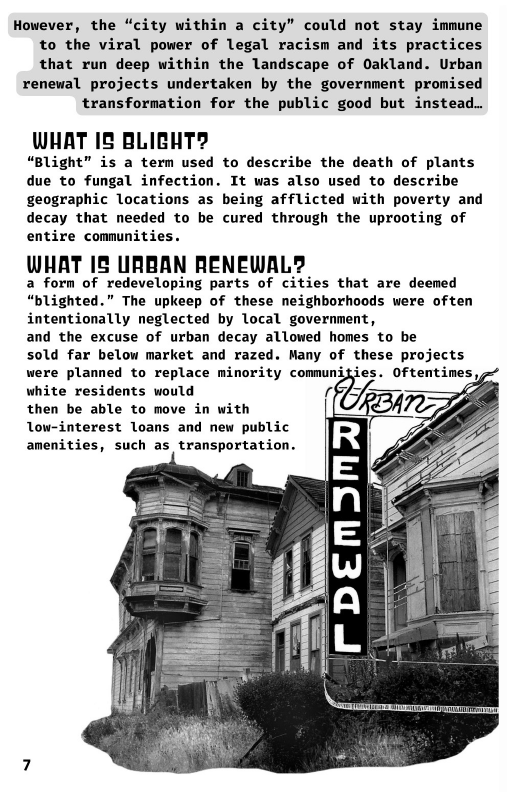 However, the “city within a city” could not stay immune
to the viral power of legal racism and its practices
that run deep within the landscape of Oakland. Urban
renewal projects undertaken by the government promised
transformation for the public good but instead…
WHAT IS BLIGHT?
“Blight” is a term used to describe the death of plants
due to fungal infection. It was also used to describe
geographic locations as being afflicted with poverty and
decay that needed to be cured through the uprooting of
entire communities.
WHAT IS URBAN RENEWAL?
a form of redeveloping parts of cities that are deemed
“blighted.” The upkeep of these neighborhoods were often
intentionally neglected by local government,
and the excuse of urban decay allowed homes to be
sold far below market and razed. Many of these projects
were planned to replace minority communities. Oftentimes,
white residents would
then be able to move in with
low-interest loans and new public
amenities, such as transportation.
URBAN
RENEWAL
7